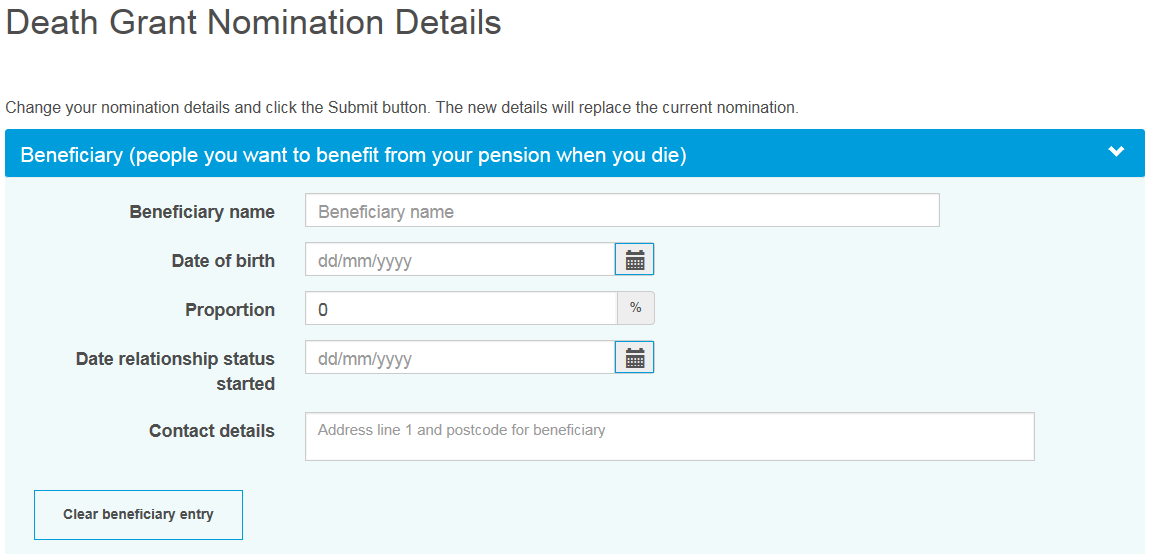 Death Grant Nomination Details
Change your nomination details and click the Submit button. The new details will replace the current nomination.
Beneficiary (people you want to benefit from your pension when you die)
Beneficiary name
Beneficiary name
Date of birth
dd/mm/yyyy
Proportion
0
%
Date relationship status
started
dd/mm/yyyy
Contact details
Address line 1 and postcode for beneficiary
Clear beneficiary entry